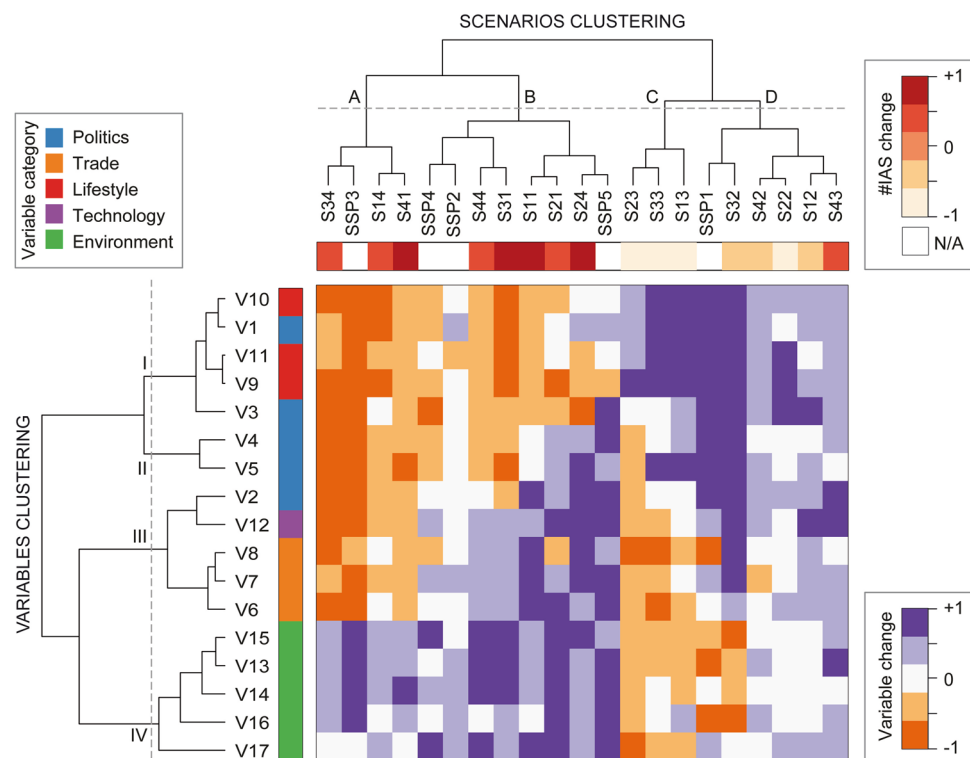 SCENARIOS CLUSTERING
A
B
C
D
S34
SSP3
S14
S41
SSP4
SSP2
S44
S31
S11
S21
S24
SSP5
S23
S33
S13
SSP1
S32
S42
S22
S12
S43
Variable category
Politics
Trade
Lifestyle
Technology
Environment
#IAS change
+1
0
-1
N/A
VARIABLES CLUSTERING
I
II
III
IV
V10
V1
V11
V9
V3
V4
V5
V2
V12
V8
V7
V6
V15
V13
V14
V16
V17
Variable change
+1
0
-1